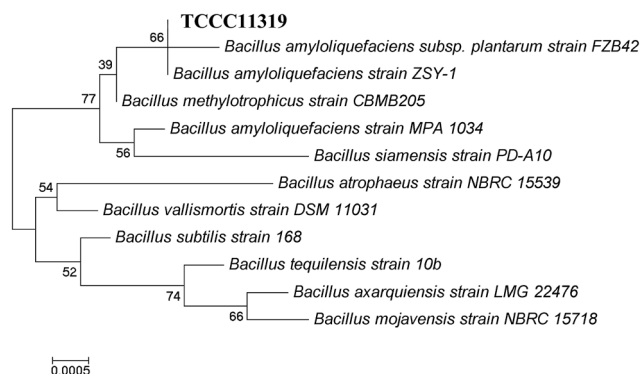 TCCC11319
66
Bacillus amyloliquefaciens subsp. plantarum strain FZB42
39
Bacillus amyloliquefaciens strain ZSY-1
77
Bacillus methylotrophicus strain CBMB205
Bacillus amyloliquefaciens strain MPA 1034
56
Bacillus siamensis strain PD-A10
54
Bacillus atrophaeus strain NBRC 15539
Bacillus vallismortis strain DSM 11031
Bacillus subtilis strain 168
52
Bacillus tequilensis strain 10b
74
Bacillus axarquiensis strain LMG 22476
66
Bacillus mojavensis strain NBRC 15718
0.0005